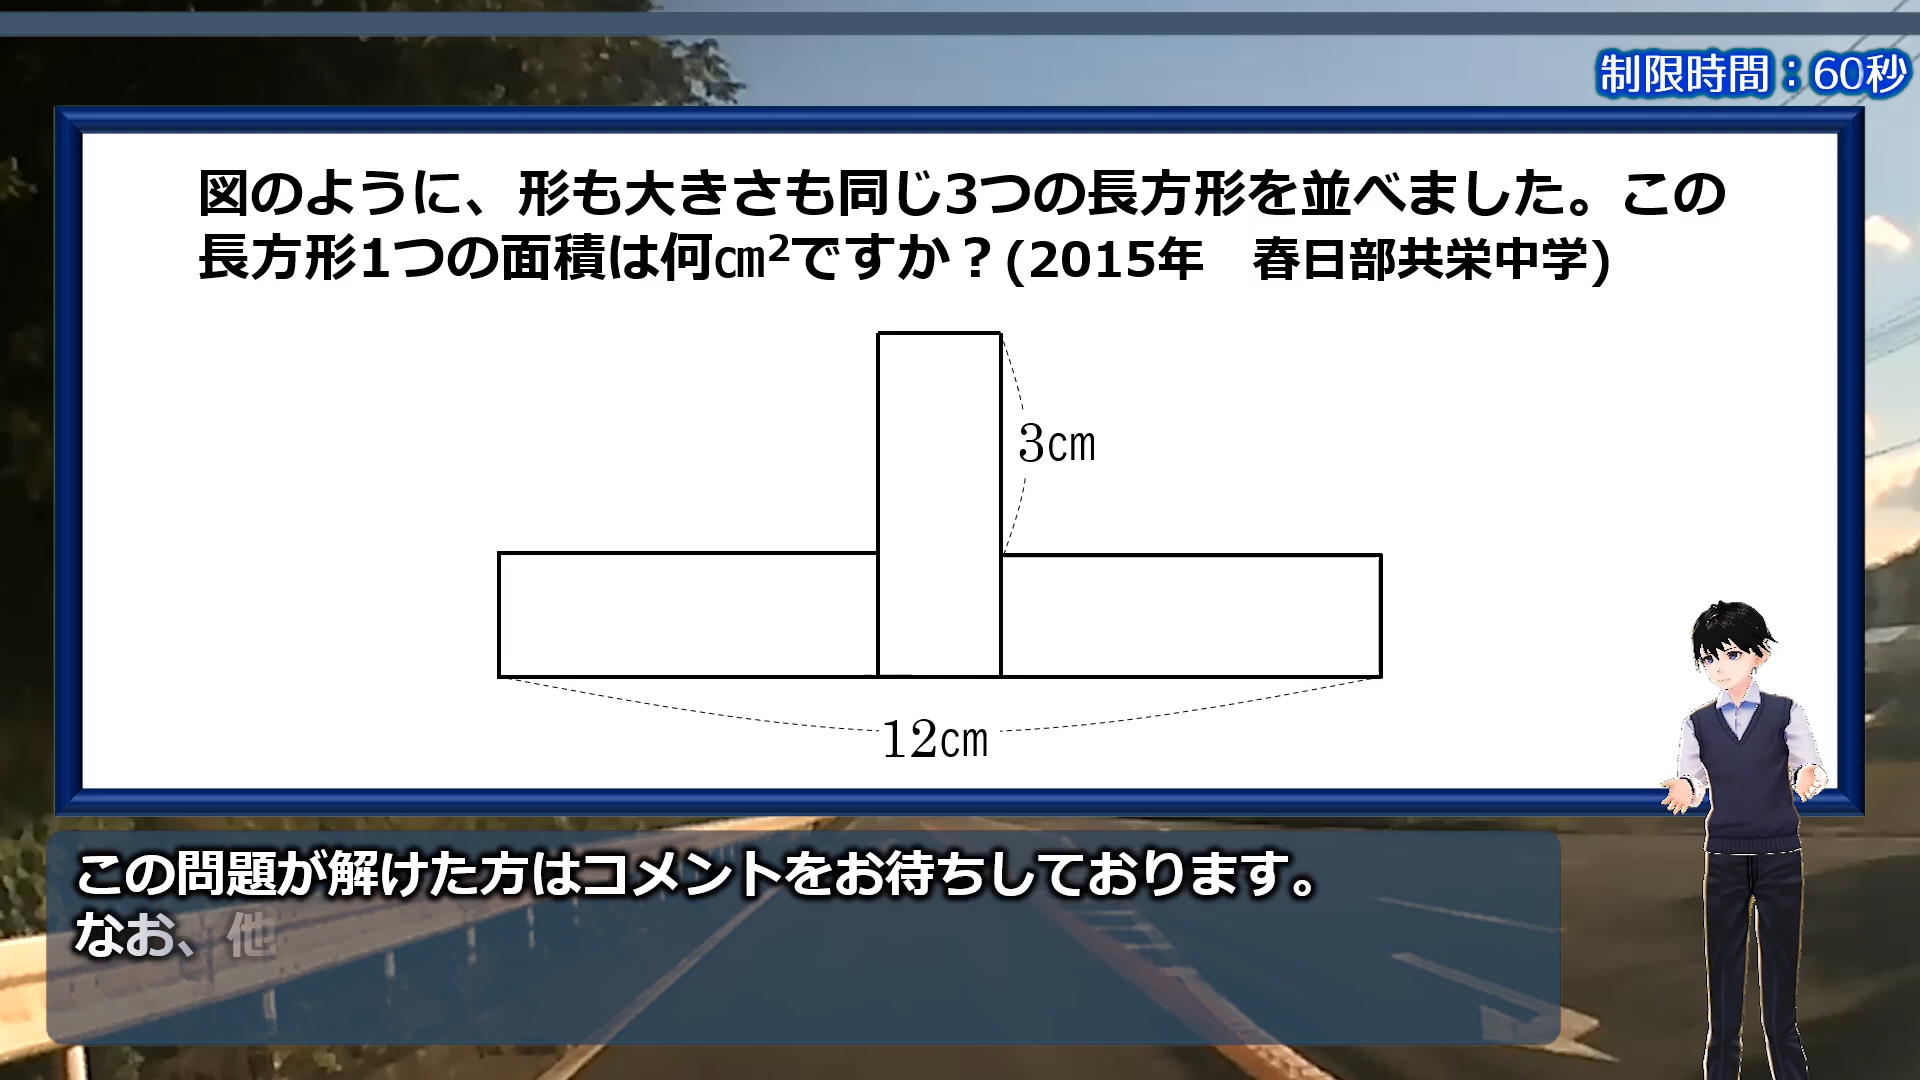 制限時間：60秒
図のように、形も大きさも同じ3つの長方形を並べました。この
長方形1つの面積は何㎝²ですか？(2015年　春日部共栄中学)
3㎝
12㎝
この問題が解けた方はコメントをお待ちしております。
なお、他